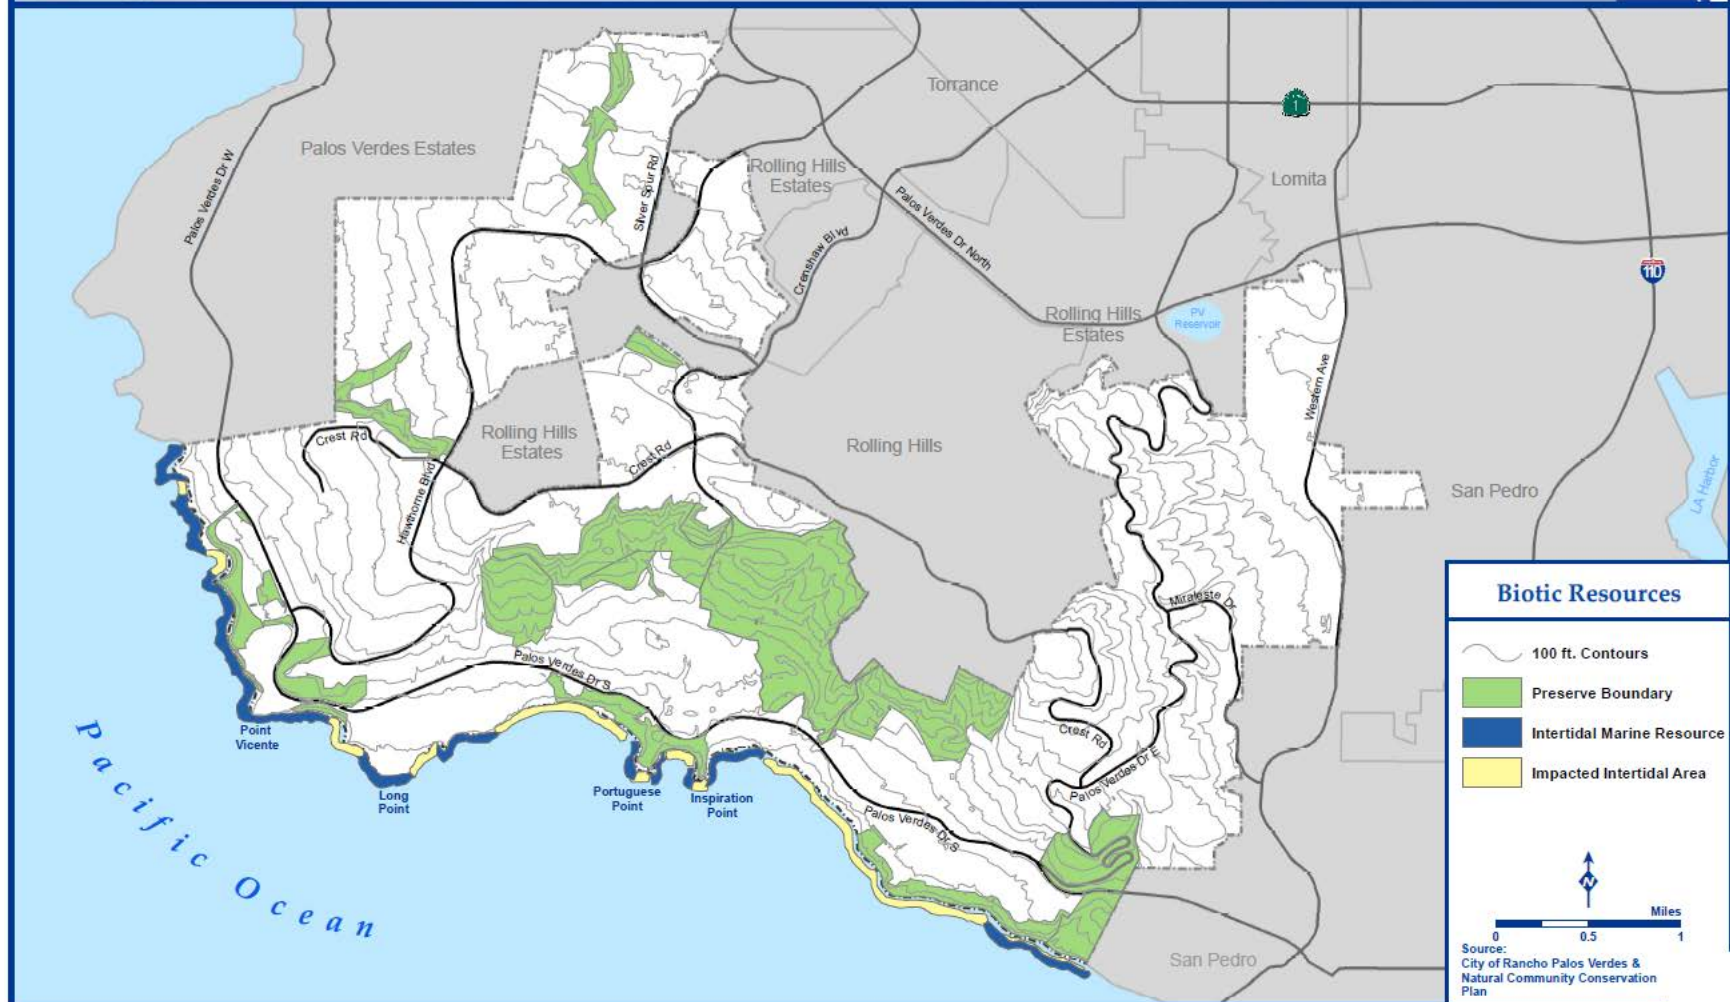 Torrance
1
Palos Verdes Estates
Palos Verdes Dr W
Silver Spur Rd
Rolling Hills
Estates
Lomita
Palos Verdes Dr North
Crenshaw Blvd
110
Rolling Hills
Estates
PV
Reservoir
Western Ave
Crest Rd
Rolling Hills
Estates
Crest Rd
Rolling Hills
Hawthorne Blvd
San Pedro
LA Harbor
Miraleste Dr
Palos Verdes Dr S
Point
Vicente
Crest Rd
Palos Verdes Dr E
Long
Point
Portuguese
Point
Inspiration
Point
Palos Verdes Dr S
Pacific Ocean
San Pedro
Biotic Resources
100 ft. Contours
Preserve Boundary
Intertidal Marine Resource
Impacted Intertidal Area
N
Miles
0 0.5 1
Source:
City of Rancho Palos Verdes &
Natural Community Conservation
Plan